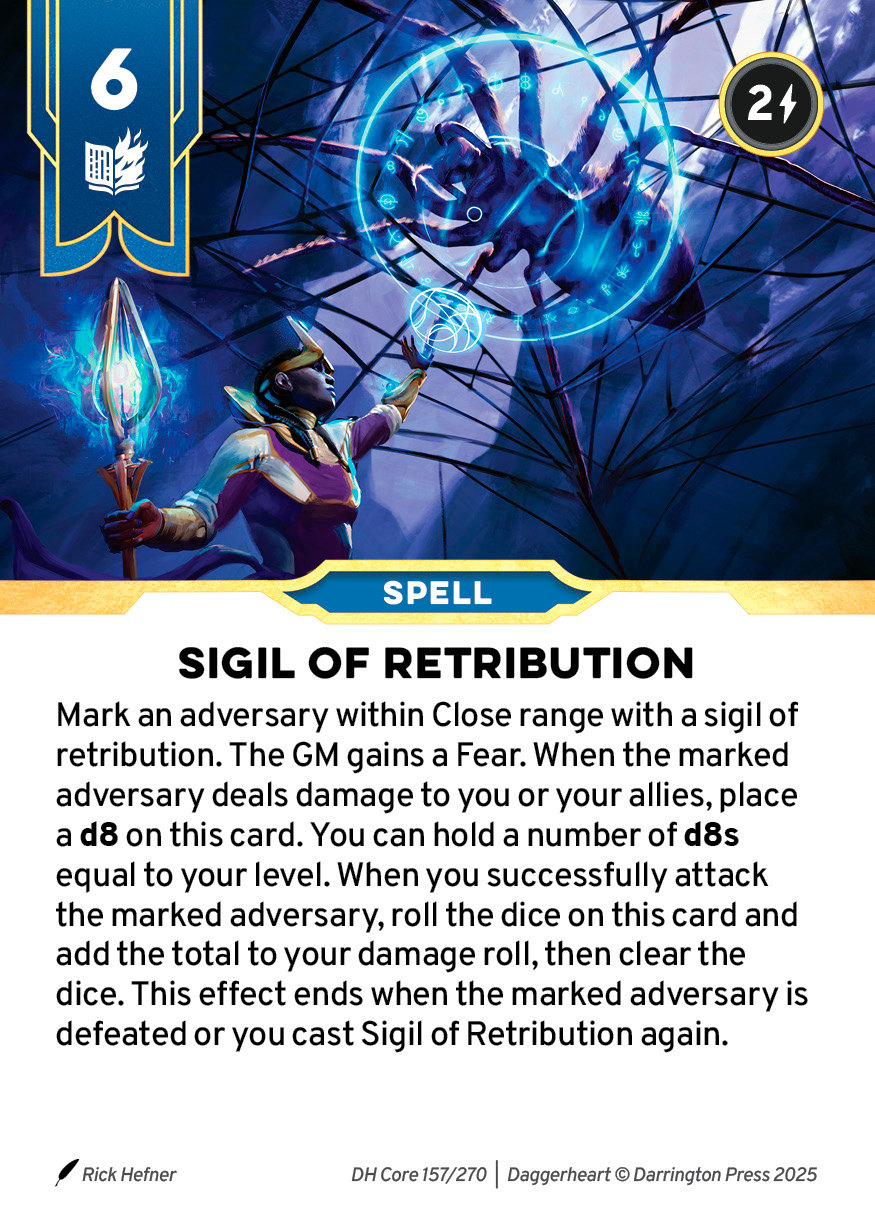 6
2
SPELL
SIGIL OF RETRIBUTION
Mark an adversary within Close range with a sigil of
retribution. The GM gains a Fear. When the marked
adversary deals damage to you or your allies, place
a d8 on this card. You can hold a number of d8s
equal to your level. When you successfully attack
the marked adversary, roll the dice on this card and
add the total to your damage roll, then clear the
dice. This effect ends when the marked adversary is
defeated or you cast Sigil of Retribution again.
Rick Hefner
DH Core 157/270 | Daggerheart © Darrington Press 2025